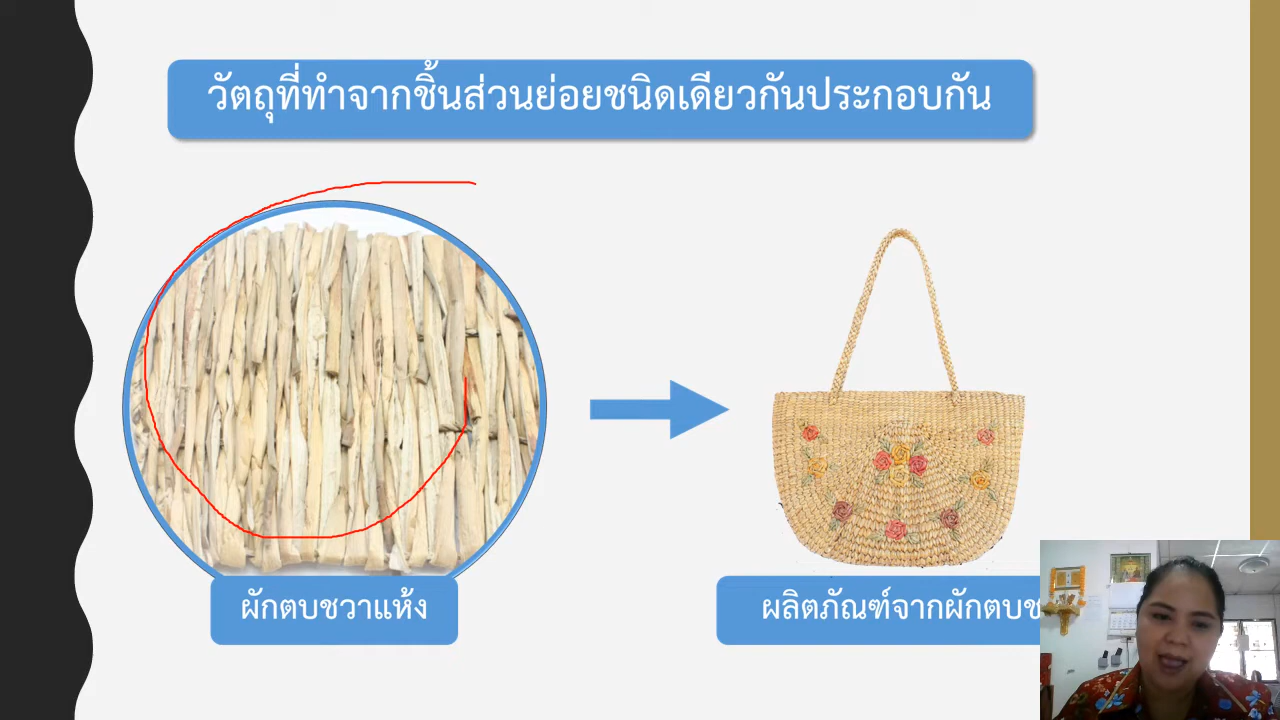 วัตถุที่ทำจากชิ้นส่วนย่อยชนิดเดียวกันประกอบกัน
ผักตบชวาแห้ง
ผลิตภัณฑ์จากผักตบช